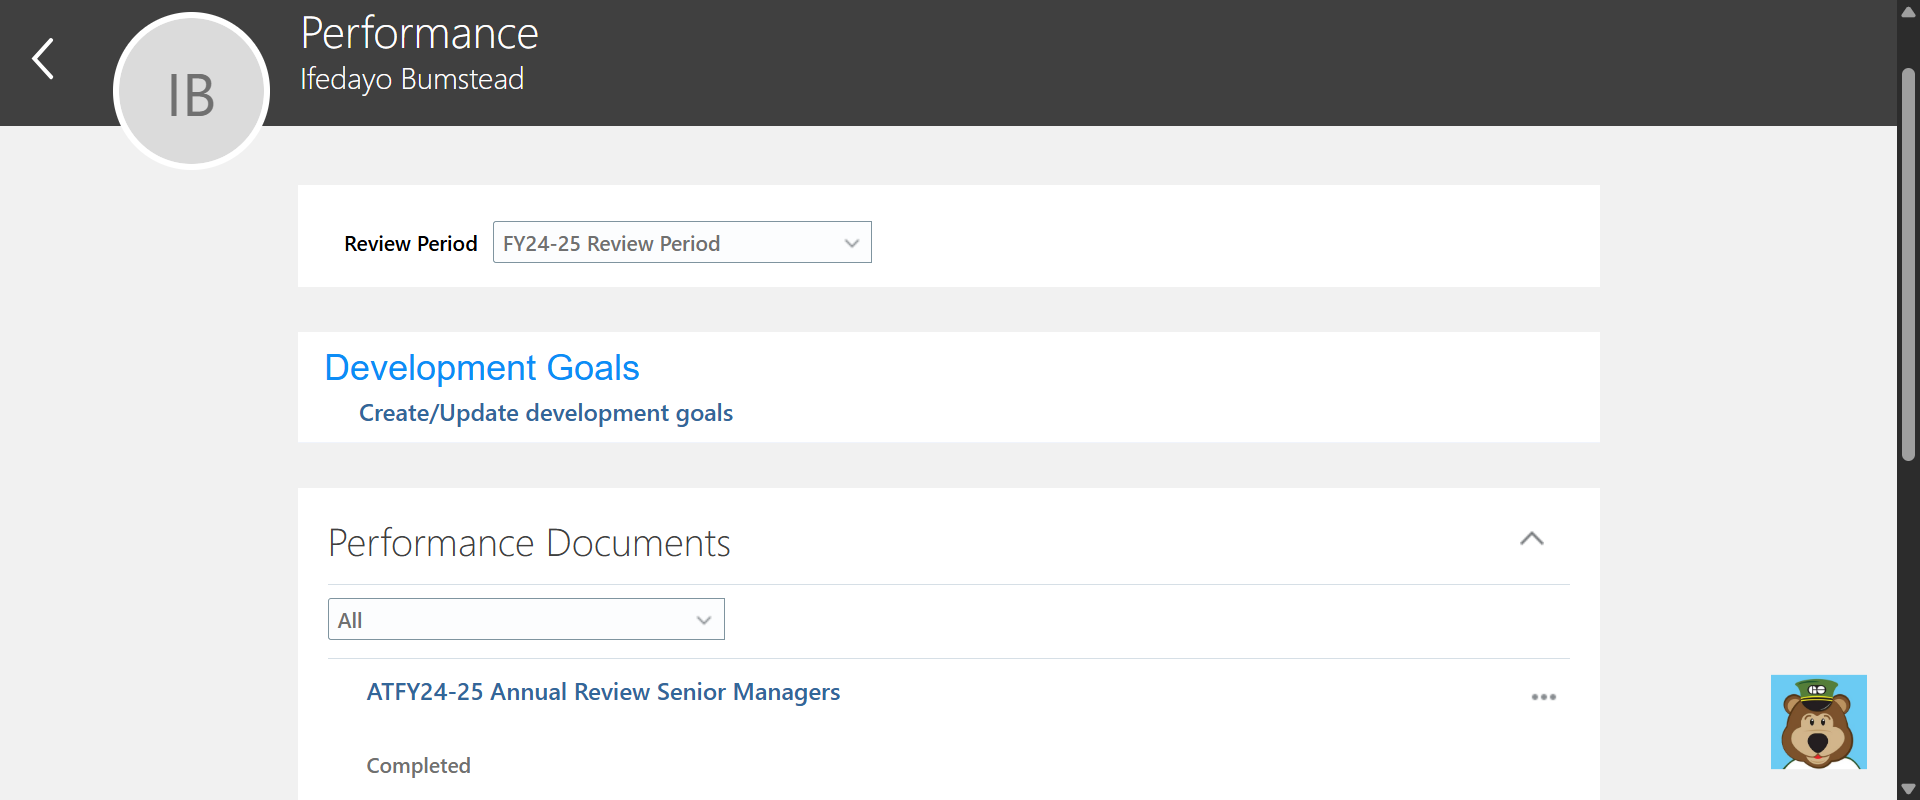 Performance
Ifedayo Bumstead
IB
Review Period
FY24-25 Review Period
Development Goals
Create/Update development goals
Performance Documents
All
ATFY24-25 Annual Review Senior Managers
Completed